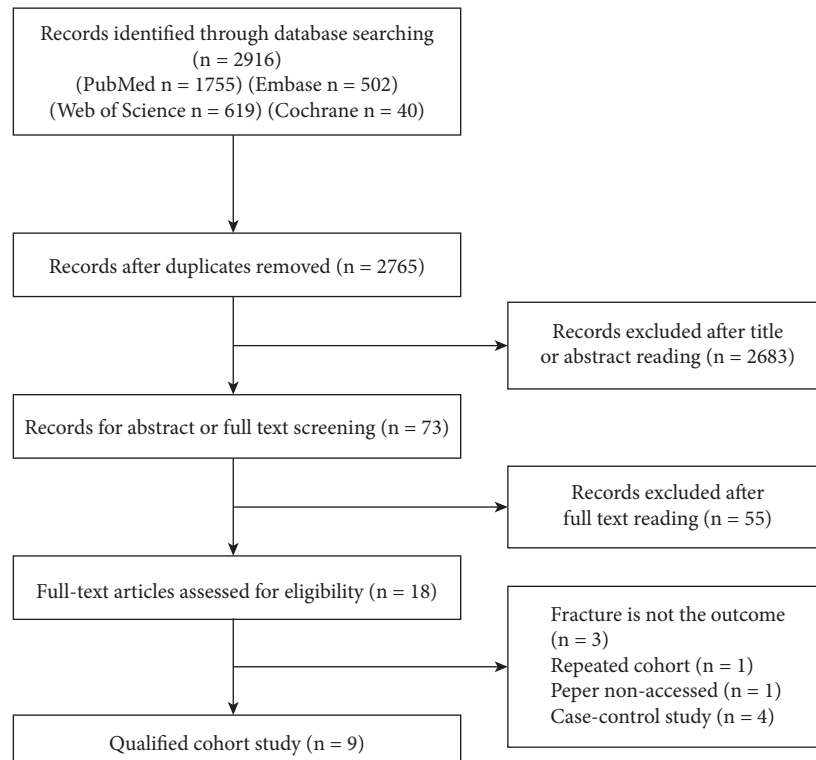 Records identified through database searching
(n = 2916)
(PubMed n = 1755) (Embase n = 502)
(Web of Science n = 619) (Cochrane n = 40)
Records after duplicates removed (n = 2765)
Records excluded after title
or abstract reading (n = 2683)
Records for abstract or full text screening (n = 73)
Records excluded after
full text reading (n = 55)
Full-text articles assessed for eligibility (n = 18)
Fracture is not the outcome
(n = 3)
Repeated cohort (n = 1)
Peper non-accessed (n = 1)
Case-control study (n = 4)
Qualified cohort study (n = 9)